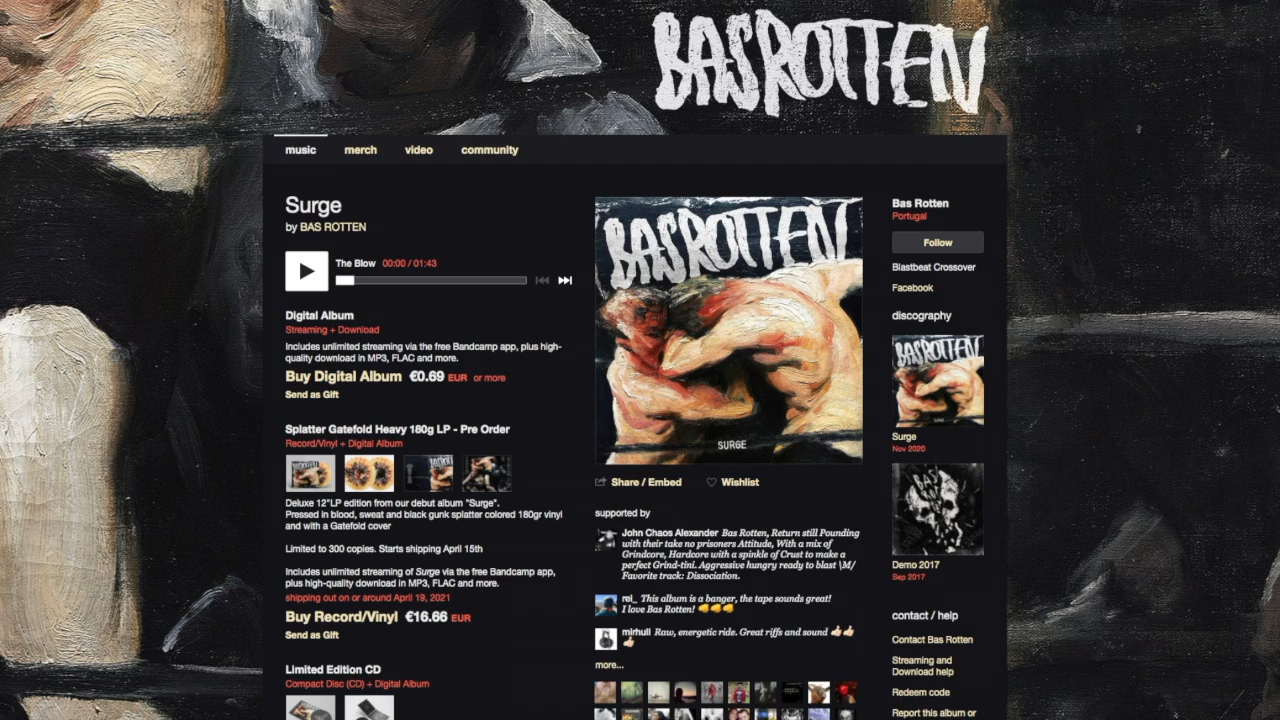 BASROTTEN
music merch video community
Surge
by BAS ROTTEN
The Blow 00:00 / 01:43
Digital Album
Streaming + Download
Includes unlimited streaming via the free Bandcamp app, plus high-
quality download in MP3, FLAC and more.
Buy Digital Album €0.69 EUR or more
Send as Gift
Splatter Gatefold Heavy 180g LP - Pre Order
Record/Vinyl + Digital Album
Deluxe 12"LP edition from our debut album "Surge".
Pressed in blood, sweat and black gunk splatter colored 180gr vinyl
and with a Gatefold cover
Limited to 300 copies. Starts shipping April 15th
Includes unlimited streaming of Surge via the free Bandcamp app,
plus high-quality download in MP3, FLAC and more.
shipping out on or around April 19, 2021
Buy Record/Vinyl €16.66 EUR
Send as Gift
Limited Edition CD
Compact Disc (CD) + Digital Album
BASROTTEN
SURGE
Share / Embed Wishlist
supported by
John Chaos Alexander Bas Rotten, Return still Pounding
with their take no prisoners Attitude, With a mix of
Grindcore, Hardcore with a spinkle of Crust to make a
perfect Grind-tini. Aggressive hungry ready to blast \M/
Favorite track: Dissociation.
rei_ This album is a banger, the tape sounds great!
I love Bas Rotten! 👊👊👊
mirhuli Raw, energetic ride. Great riffs and sound 👍🏻👍🏻
👍🏻
more...
Bas Rotten
Portugal
Follow
Blastbeat Crossover
Facebook
discography
BASROTTEN
Surge
Nov 2020
Demo 2017
Sep 2017
contact / help
Contact Bas Rotten
Streaming and
Download help
Redeem code
Report this album or